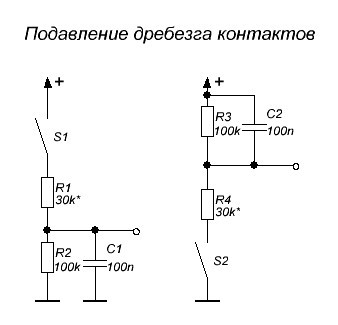 Подавление дребезга контактов
+
S1
R1
30k*
R2
100k
C1
100n
+
R3
100k
C2
100n
R4
30k*
S2